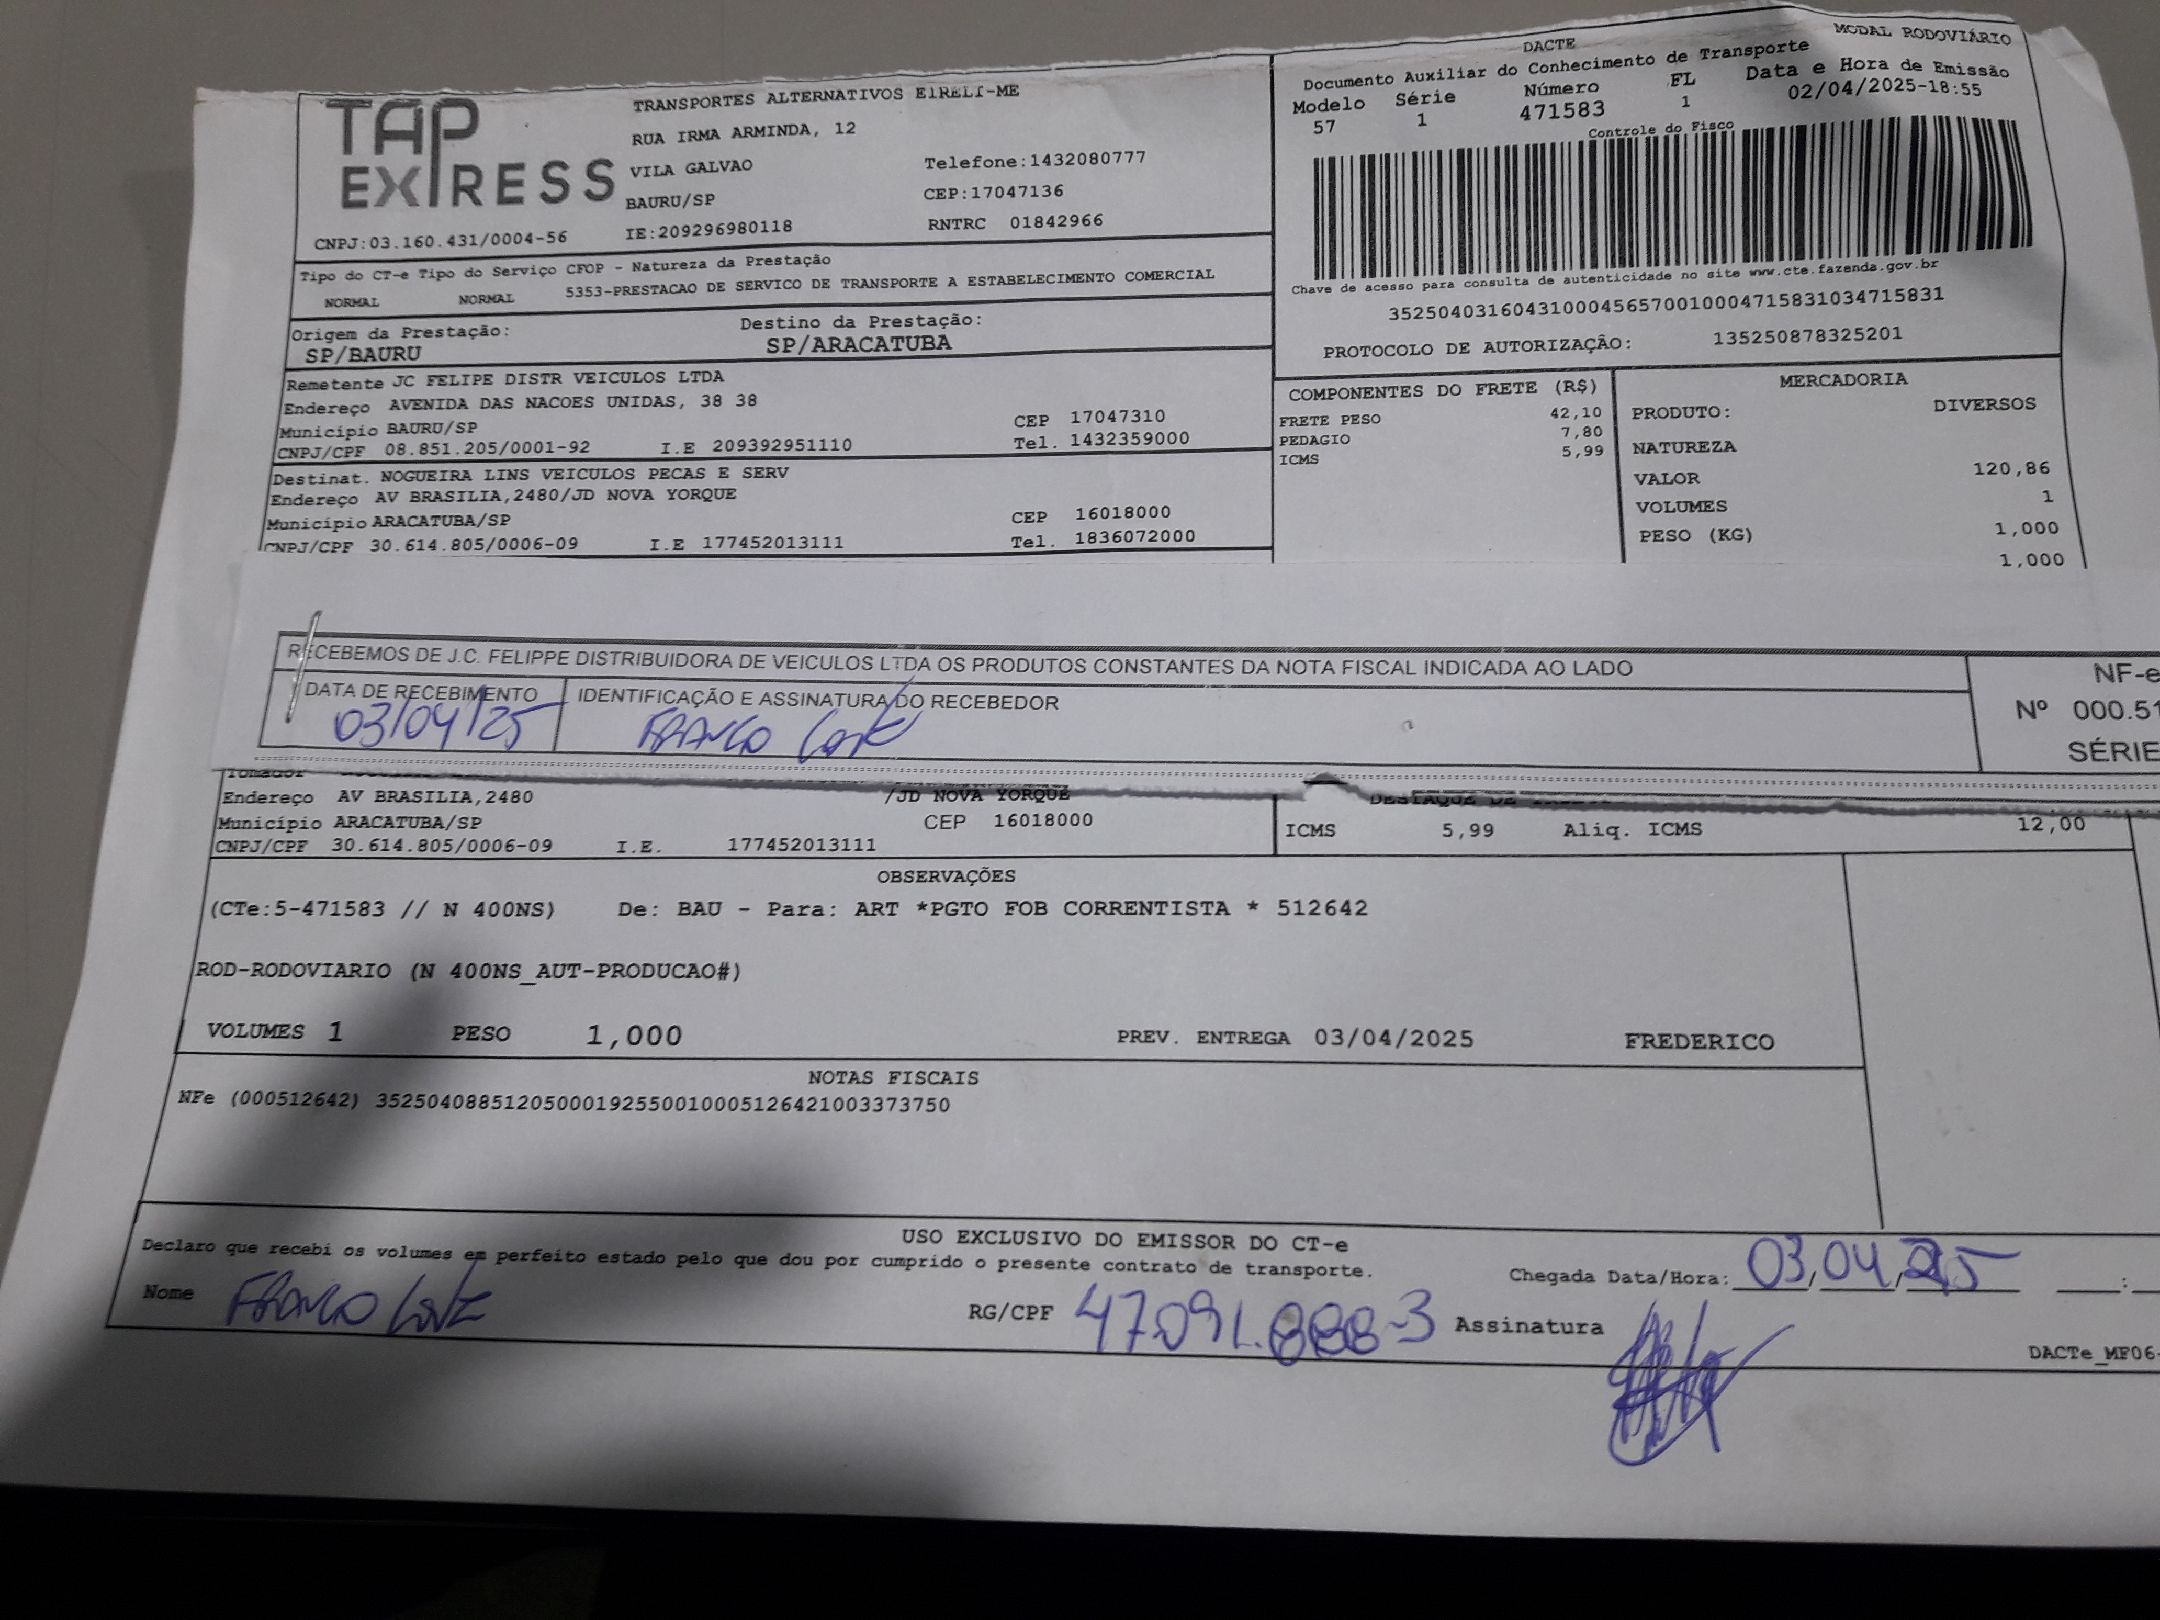 DACTE
MODAL RODOVIÁRIO
Documento Auxiliar do Conhecimento de Transporte
Modelo Série Número FL Data e Hora de Emissão
57 1 471583 1 02/04/2025-18:55
Controle do Fisco
TAP EXPRESS
TRANSPORTES ALTERNATIVOS EIRELI-ME
RUA IRMA ARMINDA, 12
VILA GALVAO Telefone:1432080777
BAURU/SP CEP:17047136
CNPJ:03.160.431/0004-56 IE:209296980118 RNTRC 01842966
Chave de acesso para consulta de autenticidade no site www.cte.fazenda.gov.br
35250403160431000456570010004715831034715831
PROTOCOLO DE AUTORIZAÇÃO: 135250878325201
Tipo do CT-e Tipo do Serviço CFOP - Natureza da Prestação
NORMAL NORMAL 5353-PRESTACAO DE SERVICO DE TRANSPORTE A ESTABELECIMENTO COMERCIAL
Origem da Prestação: Destino da Prestação:
SP/BAURU SP/ARACATUBA
Remetente JC FELIPE DISTR VEICULOS LTDA
Endereço AVENIDA DAS NACOES UNIDAS, 38 38
Município BAURU/SP CEP 17047310
CNPJ/CPF 08.851.205/0001-92 I.E 209392951110 Tel. 1432359000
Destinat. NOGUEIRA LINS VEICULOS PECAS E SERV
Endereço AV BRASILIA,2480/JD NOVA YORQUE
Município ARACATUBA/SP CEP 16018000
CNPJ/CPF 30.614.805/0006-09 I.E 177452013111 Tel. 1836072000
COMPONENTES DO FRETE (R$)
FRETE PESO 42,10
PEDAGIO 7,80
ICMS 5,99
MERCADORIA
PRODUTO: DIVERSOS
NATUREZA
VALOR 120,86
VOLUMES 1
PESO (KG) 1,000
1,000
RECEBEMOS DE J.C. FELIPPE DISTRIBUIDORA DE VEICULOS LTDA OS PRODUTOS CONSTANTES DA NOTA FISCAL INDICADA AO LADO
DATA DE RECEBIMENTO IDENTIFICAÇÃO E ASSINATURA DO RECEBEDOR
03/04/25 FRANCO
NF-e
Nº 000.51
SÉRIE
Tomador
Endereço AV BRASILIA,2480 /JD NOVA YORQUE
Município ARACATUBA/SP CEP 16018000
CNPJ/CPF 30.614.805/0006-09 I.E. 177452013111
DESTAQUE DE
ICMS 5,99 Aliq. ICMS 12,00
OBSERVAÇÕES
(CTe:5-471583 // N 400NS) De: BAU - Para: ART *PGTO FOB CORRENTISTA * 512642
ROD-RODOVIARIO (N 400NS_AUT-PRODUCAO#)
VOLUMES 1 PESO 1,000 PREV. ENTREGA 03/04/2025 FREDERICO
NOTAS FISCAIS
NFe (000512642) 35250408851205000192550010005126421003373750
USO EXCLUSIVO DO EMISSOR DO CT-e
Declaro que recebi os volumes em perfeito estado pelo que dou por cumprido o presente contrato de transporte.
Chegada Data/Hora: 03/04/25 :
Nome FRANCO RG/CPF 47.091.888-3 Assinatura
DACTe_MF06-